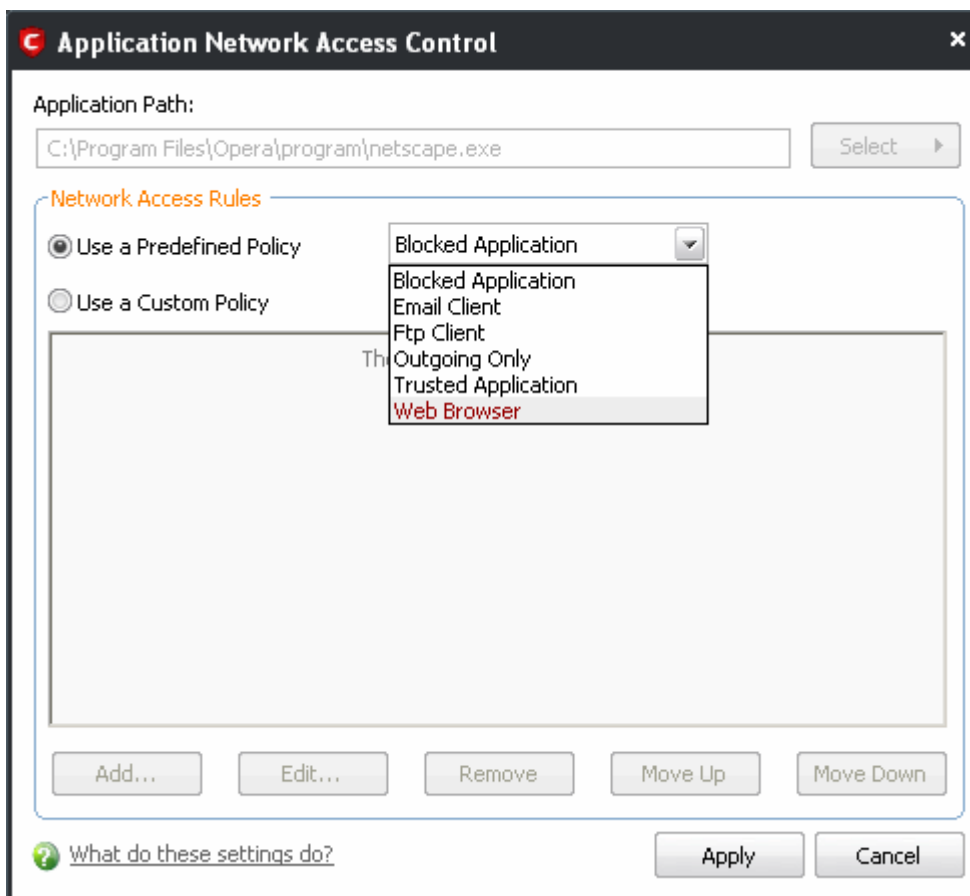 Application Network Access Control
Application Path:
C:\Program Files\Opera\program\netscape.exe
Select
Network Access Rules
Use a Predefined Policy
Blocked Application
Blocked Application
Email Client
Use a Custom Policy
Ftp Client
The
Outgoing Only
Trusted Application
Web Browser
Add...
Edit...
Remove
Move Up
Move Down
What do these settings do?
Apply
Cancel